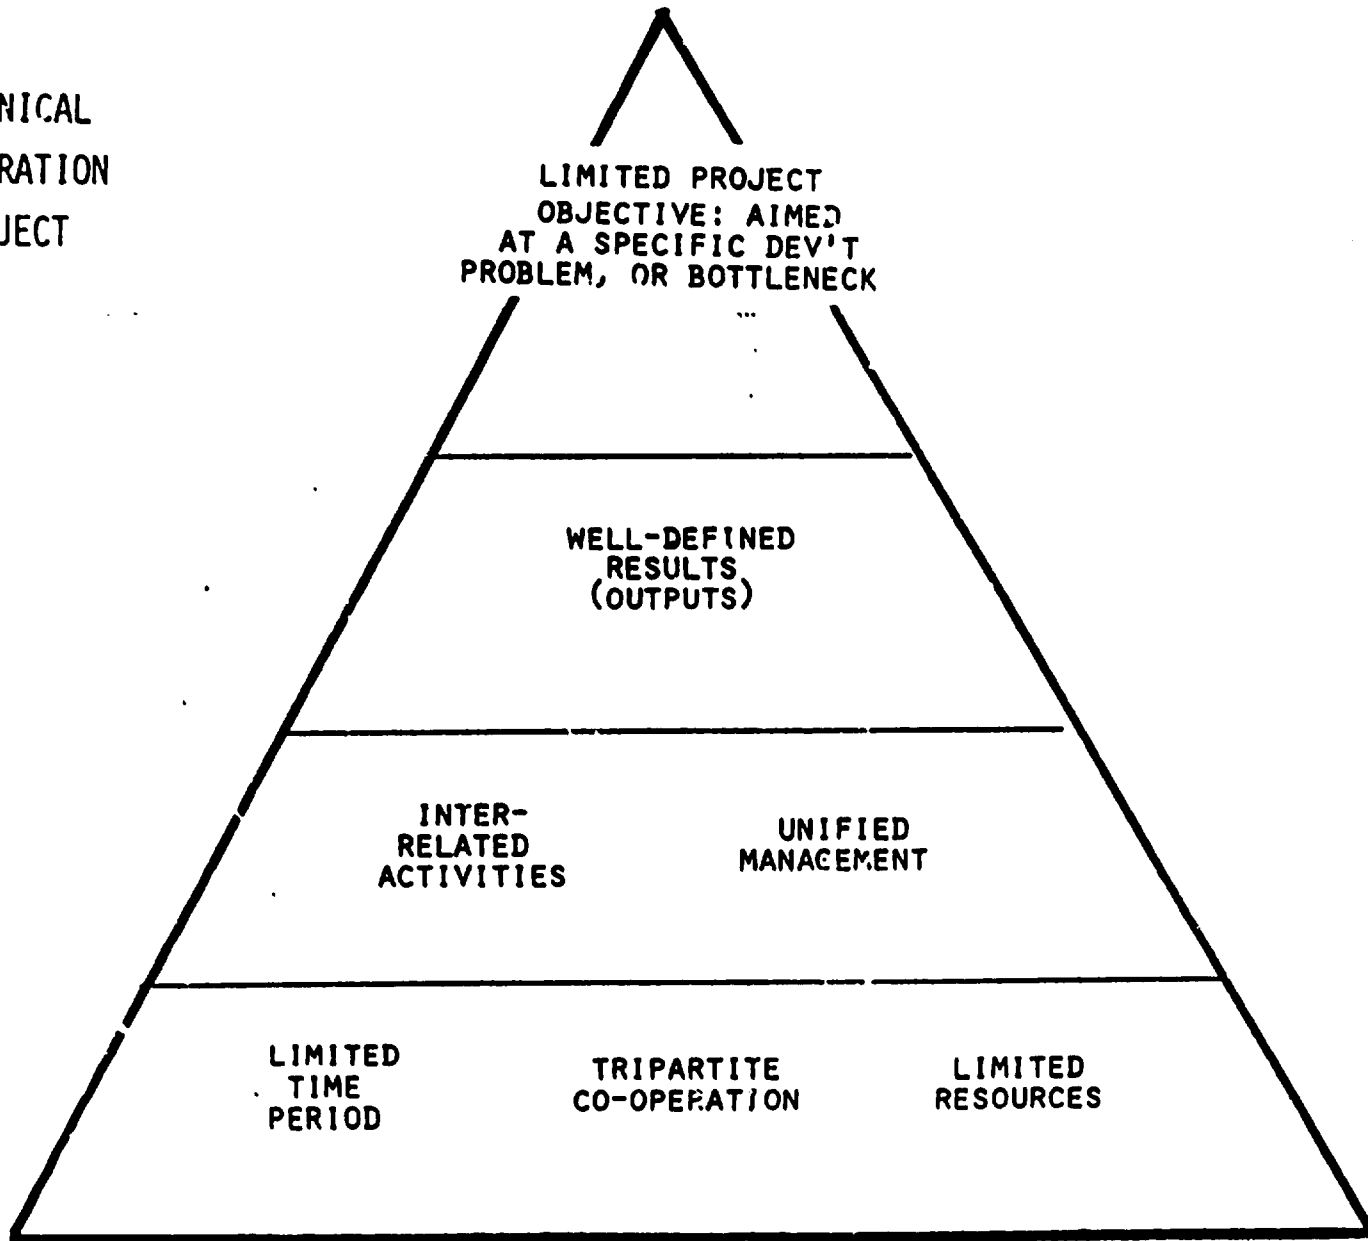 NICAL
RATION
JECT
LIMITED PROJECT
OBJECTIVE: AIMED
AT A SPECIFIC DEV'T
PROBLEM, OR BOTTLENECK
...
WELL-DEFINED
RESULTS
(OUTPUTS)
INTER-
RELATED
ACTIVITIES
UNIFIED
MANAGEMENT
LIMITED
TIME
PERIOD
TRIPARTITE
CO-OPERATION
LIMITED
RESOURCES